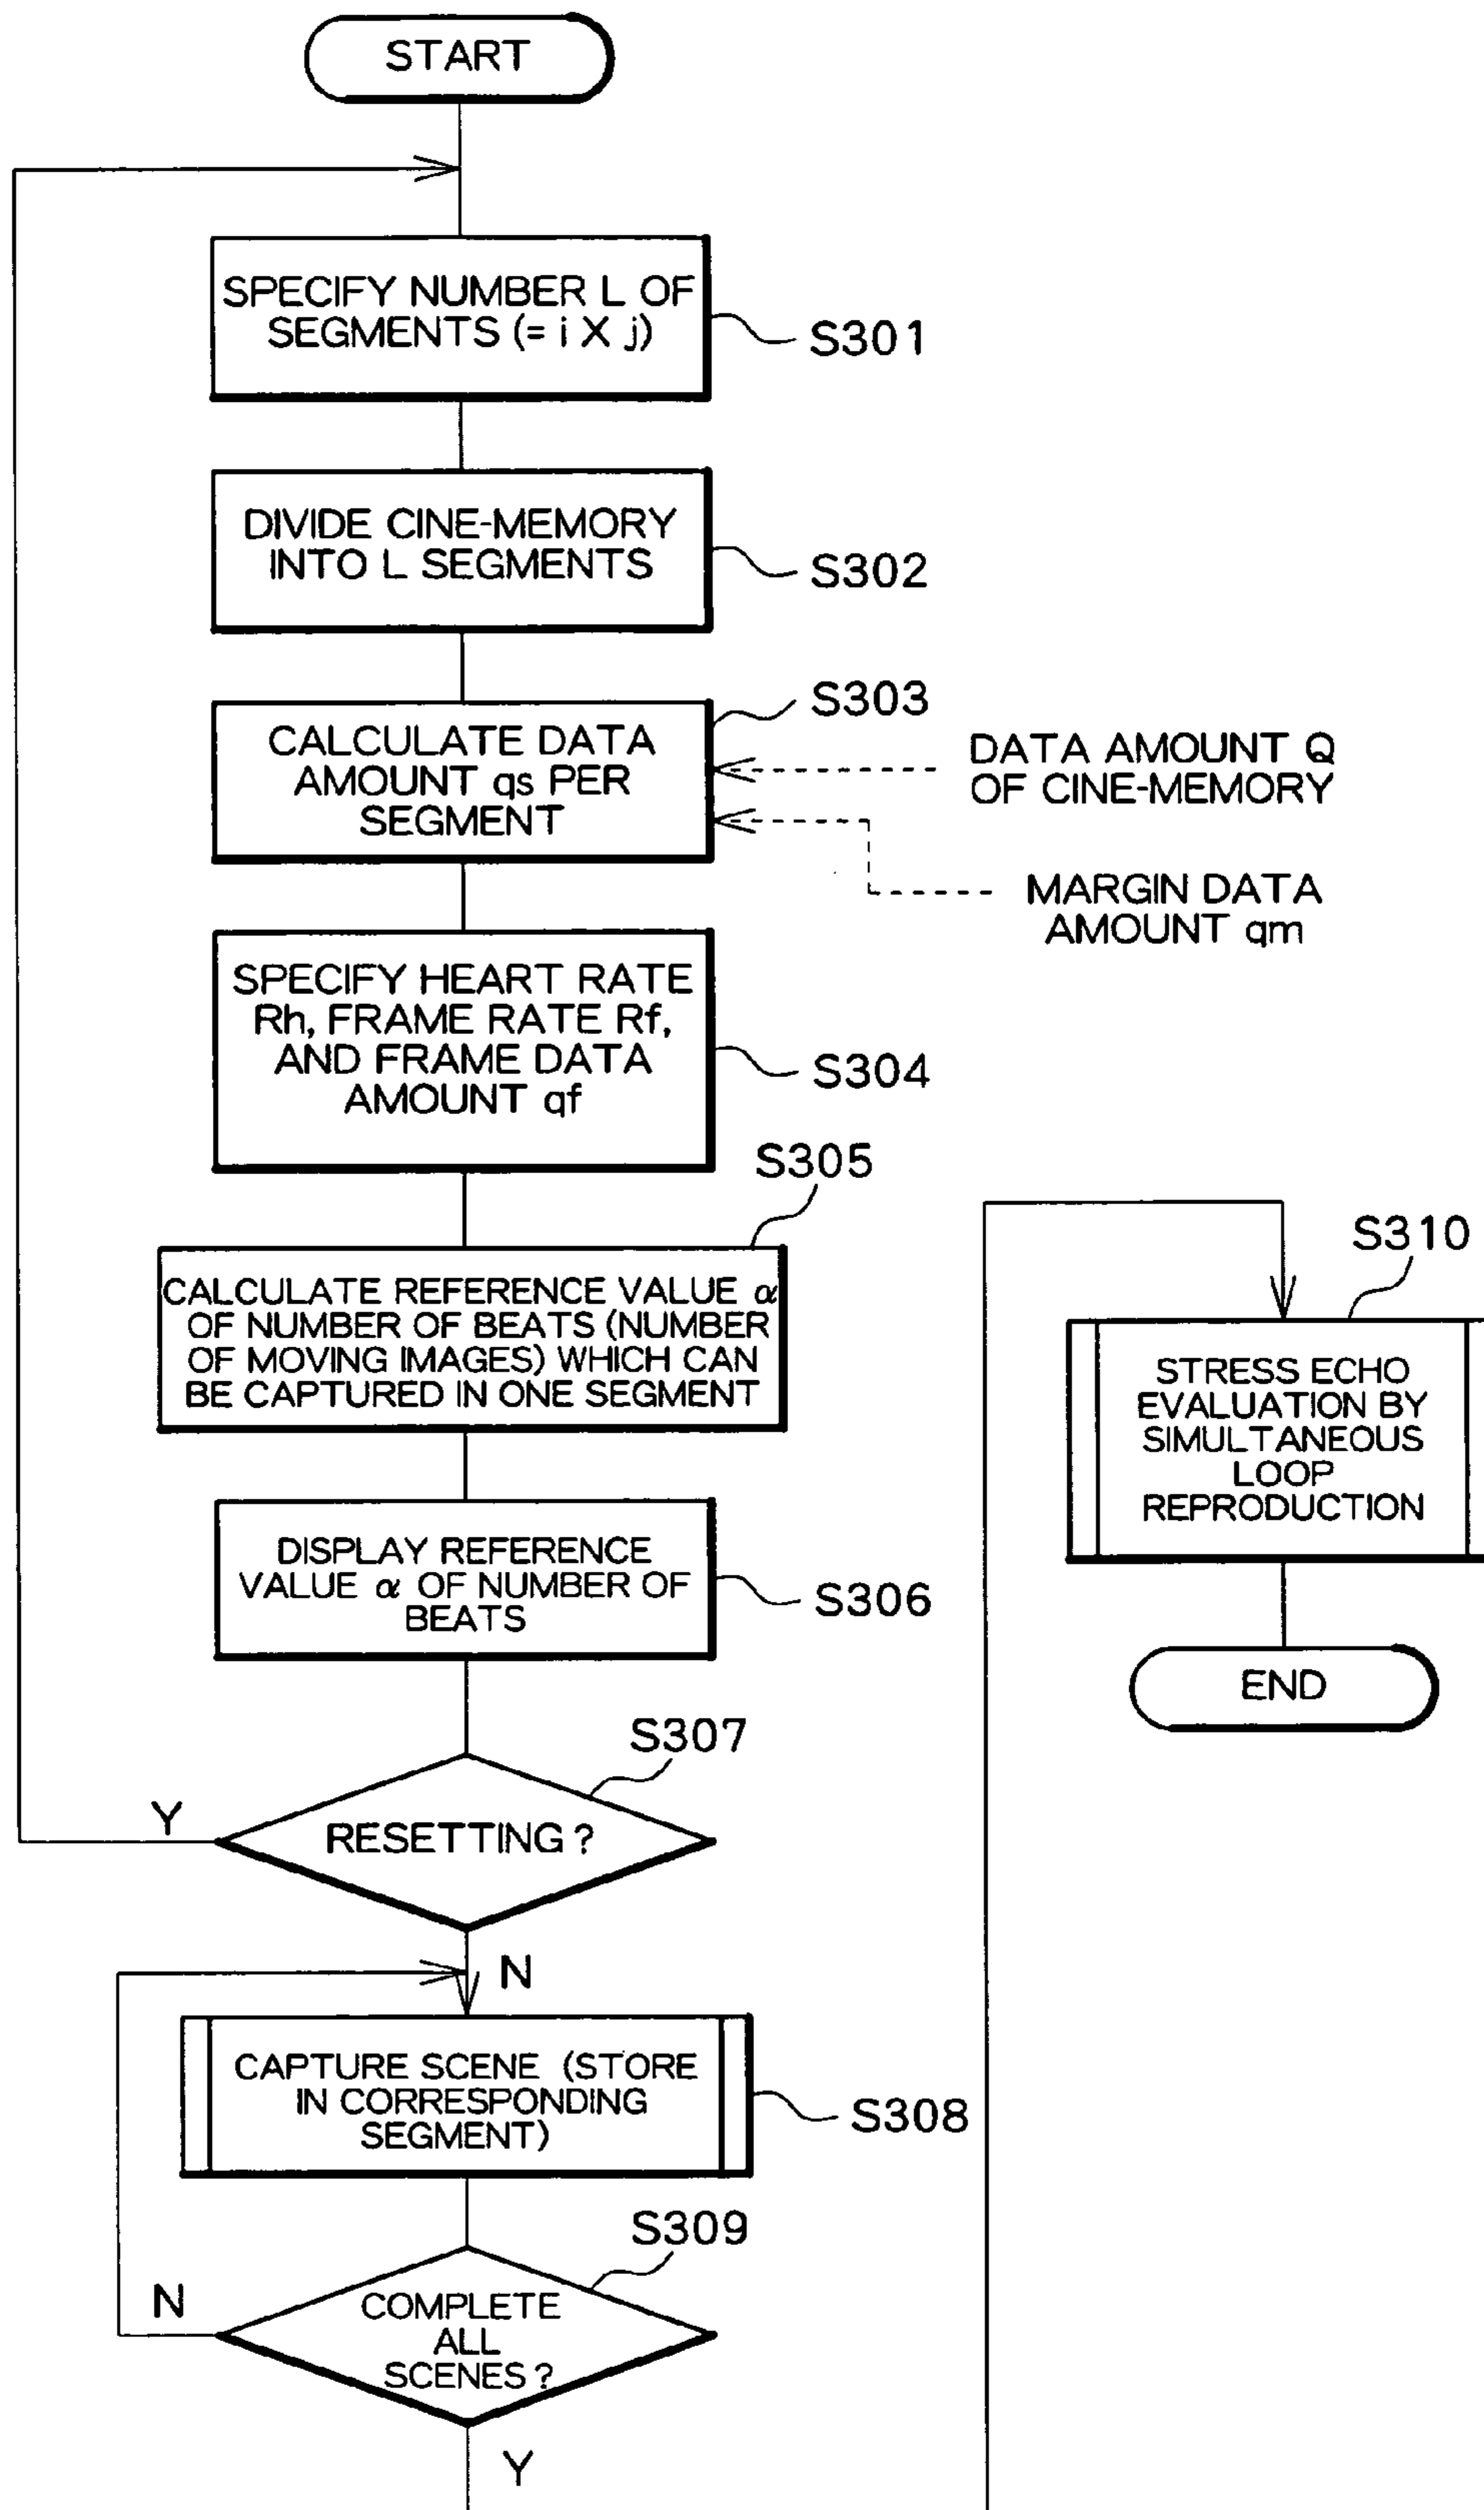 START
SPECIFY NUMBER L OF
SEGMENTS (= i X j)
S301
DIVIDE CINE-MEMORY
INTO L SEGMENTS
S302
S303
CALCULATE DATA
AMOUNT qs PER
SEGMENT
DATA AMOUNT Q
OF CINE-MEMORY
MARGIN DATA
AMOUNT qm
SPECIFY HEART RATE
Rh, FRAME RATE Rf,
AND FRAME DATA
AMOUNT qf
S304
S305
CALCULATE REFERENCE VALUE α
OF NUMBER OF BEATS (NUMBER
OF MOVING IMAGES) WHICH CAN
BE CAPTURED IN ONE SEGMENT
DISPLAY REFERENCE
VALUE α OF NUMBER OF
BEATS
S306
S307
Y
RESETTING ?
N
CAPTURE SCENE (STORE
IN CORRESPONDING
SEGMENT)
S308
S309
N
COMPLETE
ALL
SCENES ?
Y
S310
STRESS ECHO
EVALUATION BY
SIMULTANEOUS
LOOP
REPRODUCTION
END